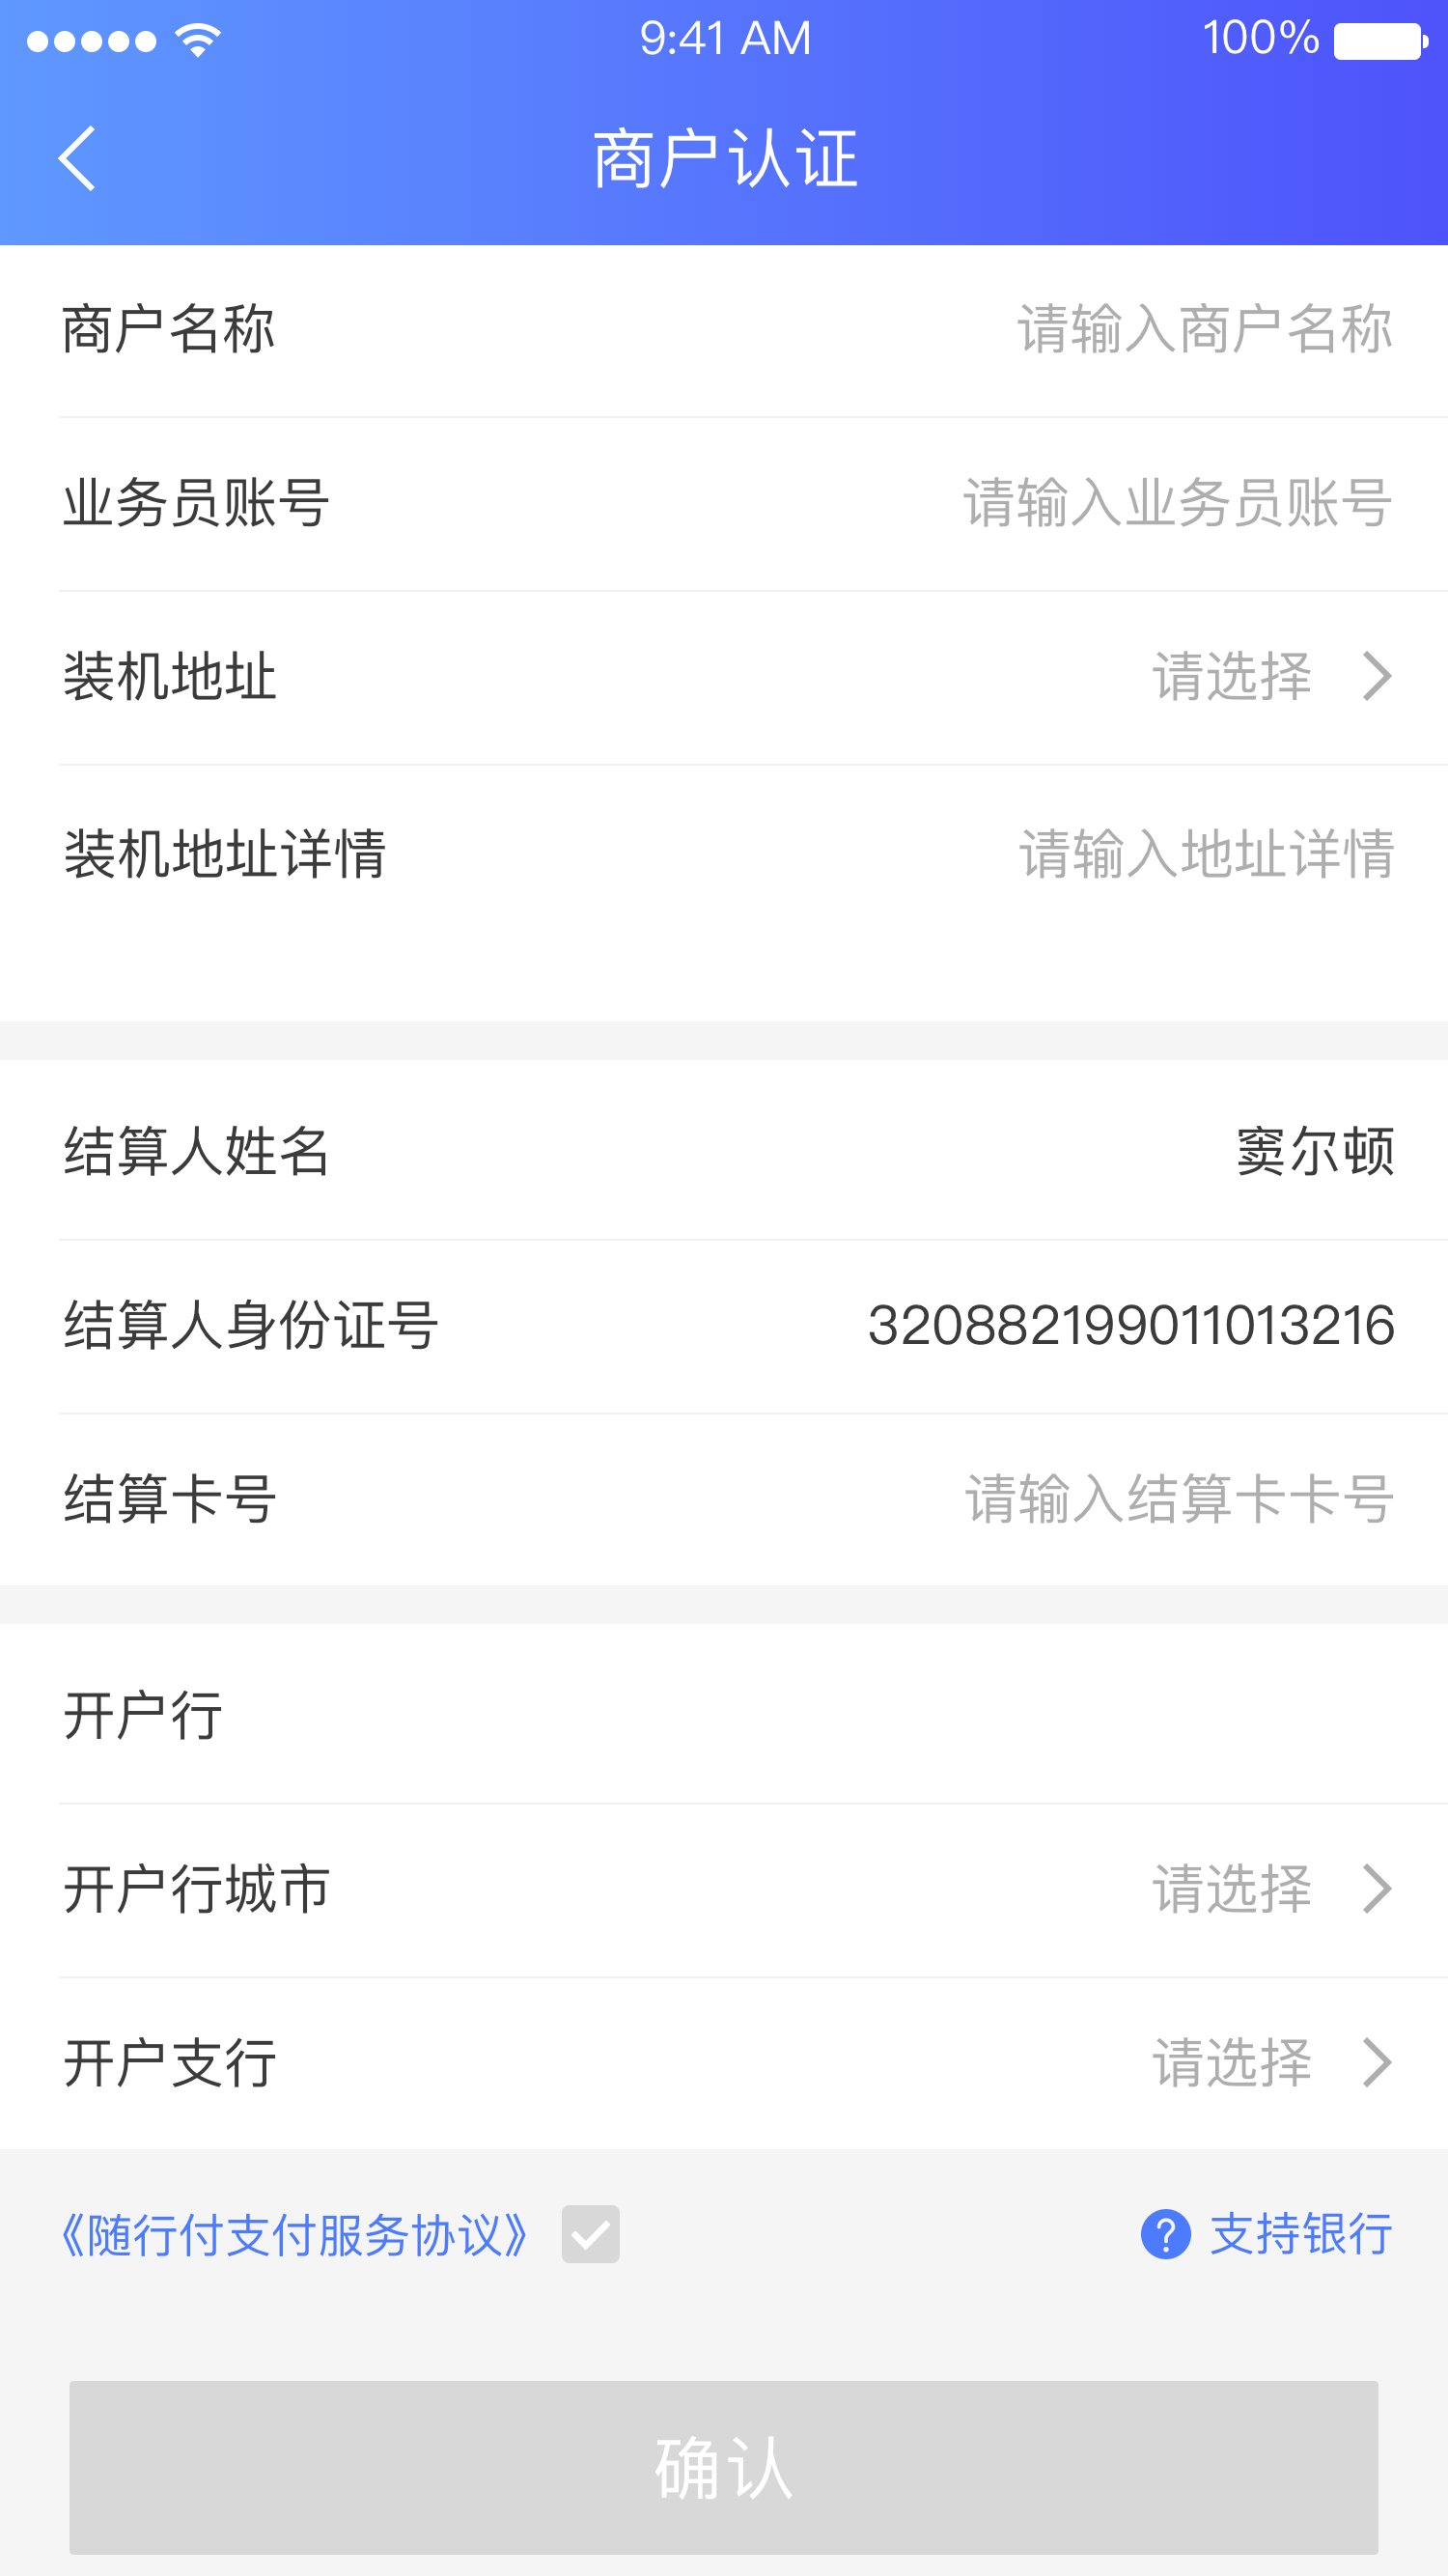 9:41 AM 100%
商户认证
商户名称 请输入商户名称
业务员账号 请输入业务员账号
装机地址 请选择
装机地址详情 请输入地址详情
结算人姓名 窦尔顿
结算人身份证号 320882199011013216
结算卡号 请输入结算卡卡号
开户行
开户行城市 请选择
开户支行 请选择
《随行付支付服务协议》 ? 支持银行
确认